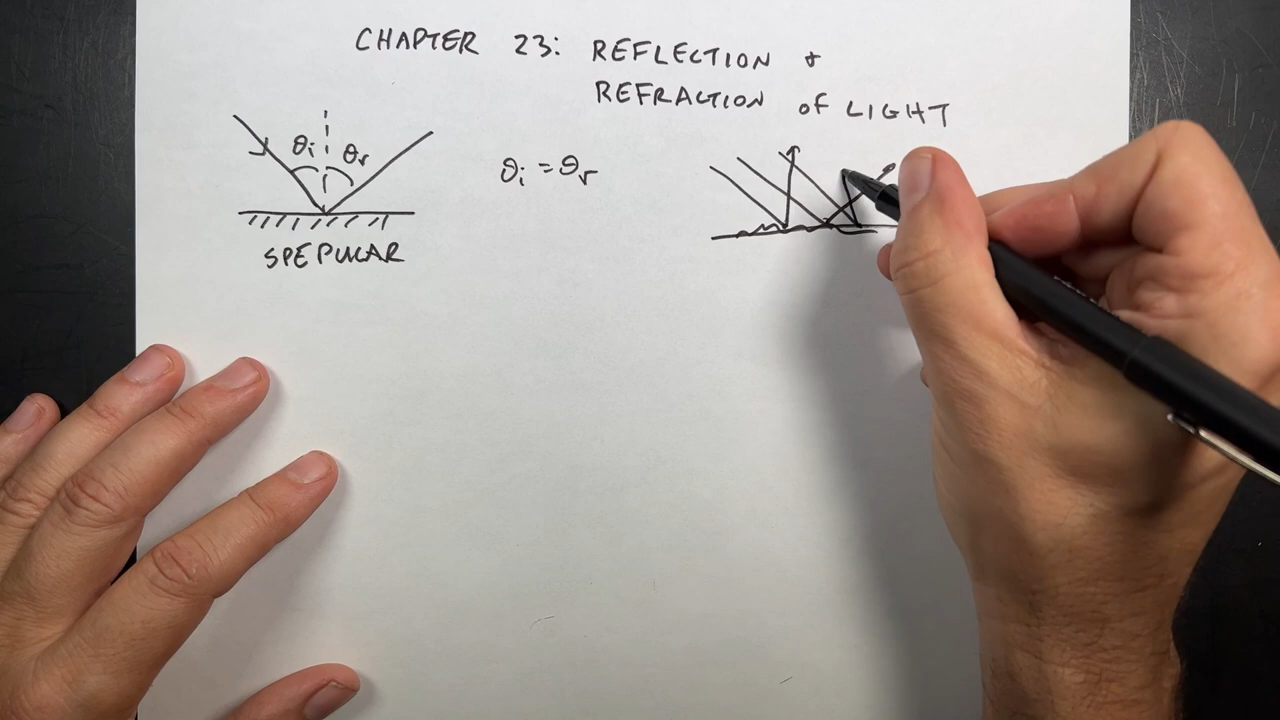 CHAPTER 23: REFLECTION &
REFRACTION of LIGHT
θi θr
θi = θr
SPEPULAR